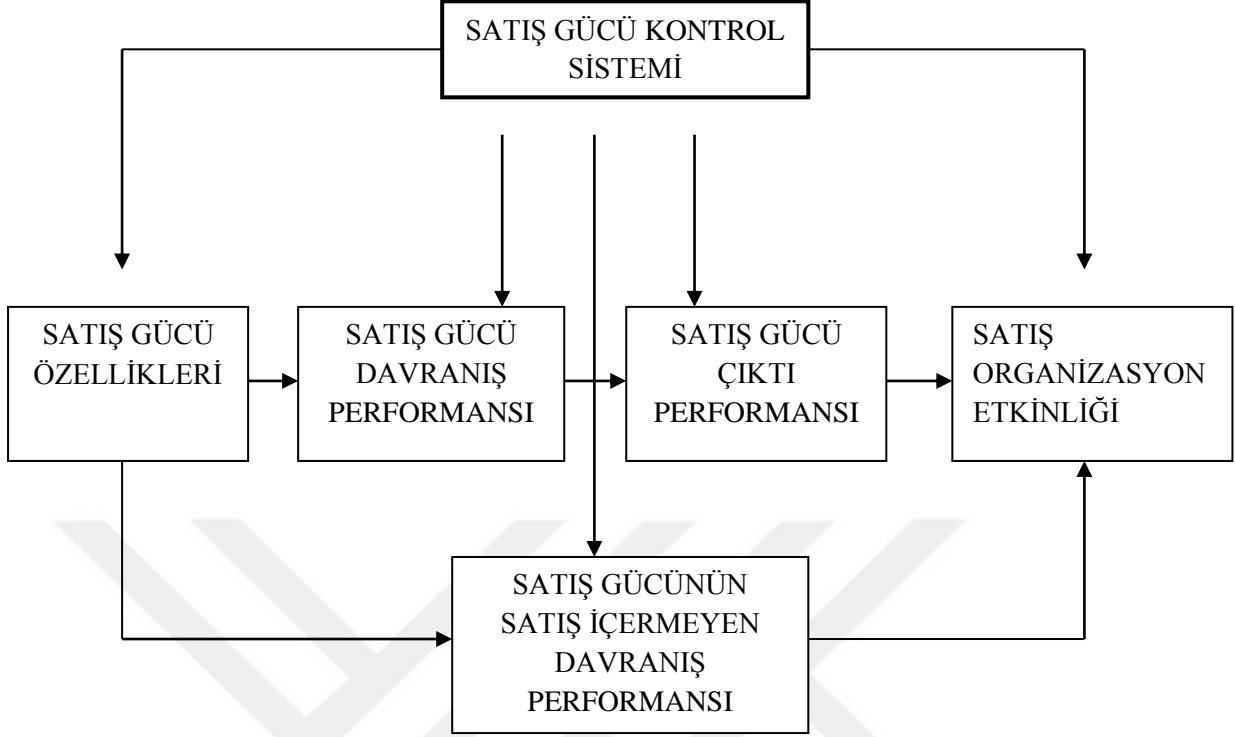 SATIŞ GÜCÜ KONTROL
SİSTEMİ
SATIŞ GÜCÜ
ÖZELLİKLERİ
SATIŞ GÜCÜ
DAVRANIŞ
PERFORMANSI
SATIŞ GÜCÜ
ÇIKTI
PERFORMANSI
SATIŞ
ORGANİZASYON
ETKİNLİĞİ
SATIŞ GÜCÜNÜN
SATIŞ İÇERMEYEN
DAVRANIŞ
PERFORMANSI